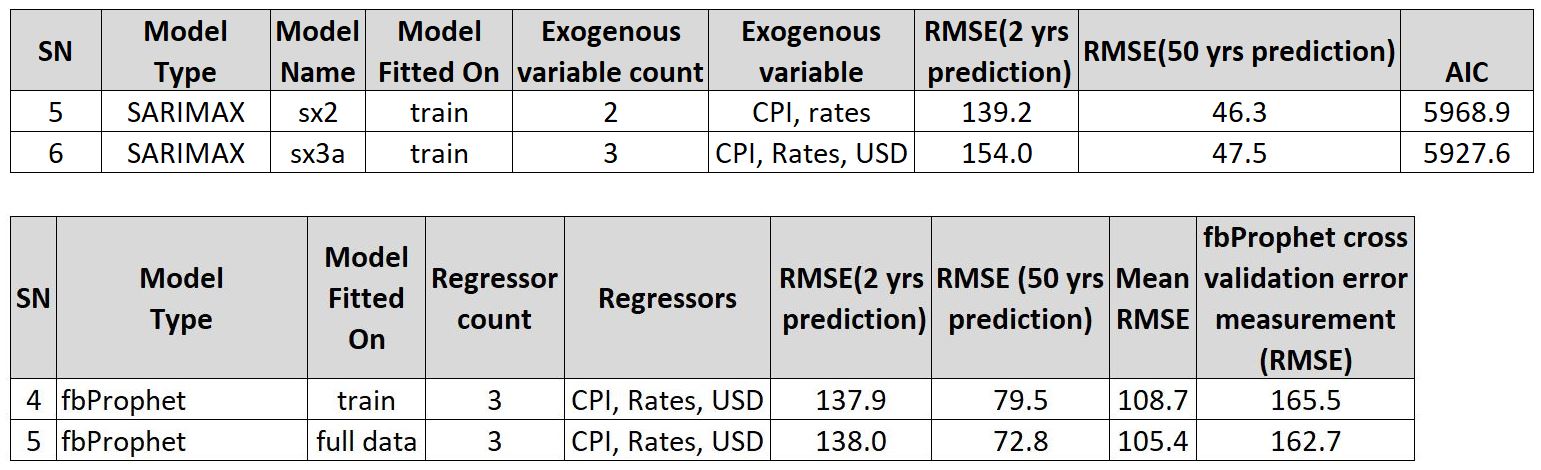 SN Model Type Model Name Model Fitted On Exogenous variable count Exogenous variable RMSE(2 yrs prediction) RMSE(50 yrs prediction) AIC
5 SARIMAX sx2 train 2 CPI, rates 139.2 46.3 5968.9
6 SARIMAX sx3a train 3 CPI, Rates, USD 154.0 47.5 5927.6
SN Model Type Model Fitted On Regressor count Regressors RMSE(2 yrs prediction) RMSE (50 yrs prediction) Mean RMSE fbProphet cross validation error measurement (RMSE)
4 fbProphet train 3 CPI, Rates, USD 137.9 79.5 108.7 165.5
5 fbProphet full data 3 CPI, Rates, USD 138.0 72.8 105.4 162.7